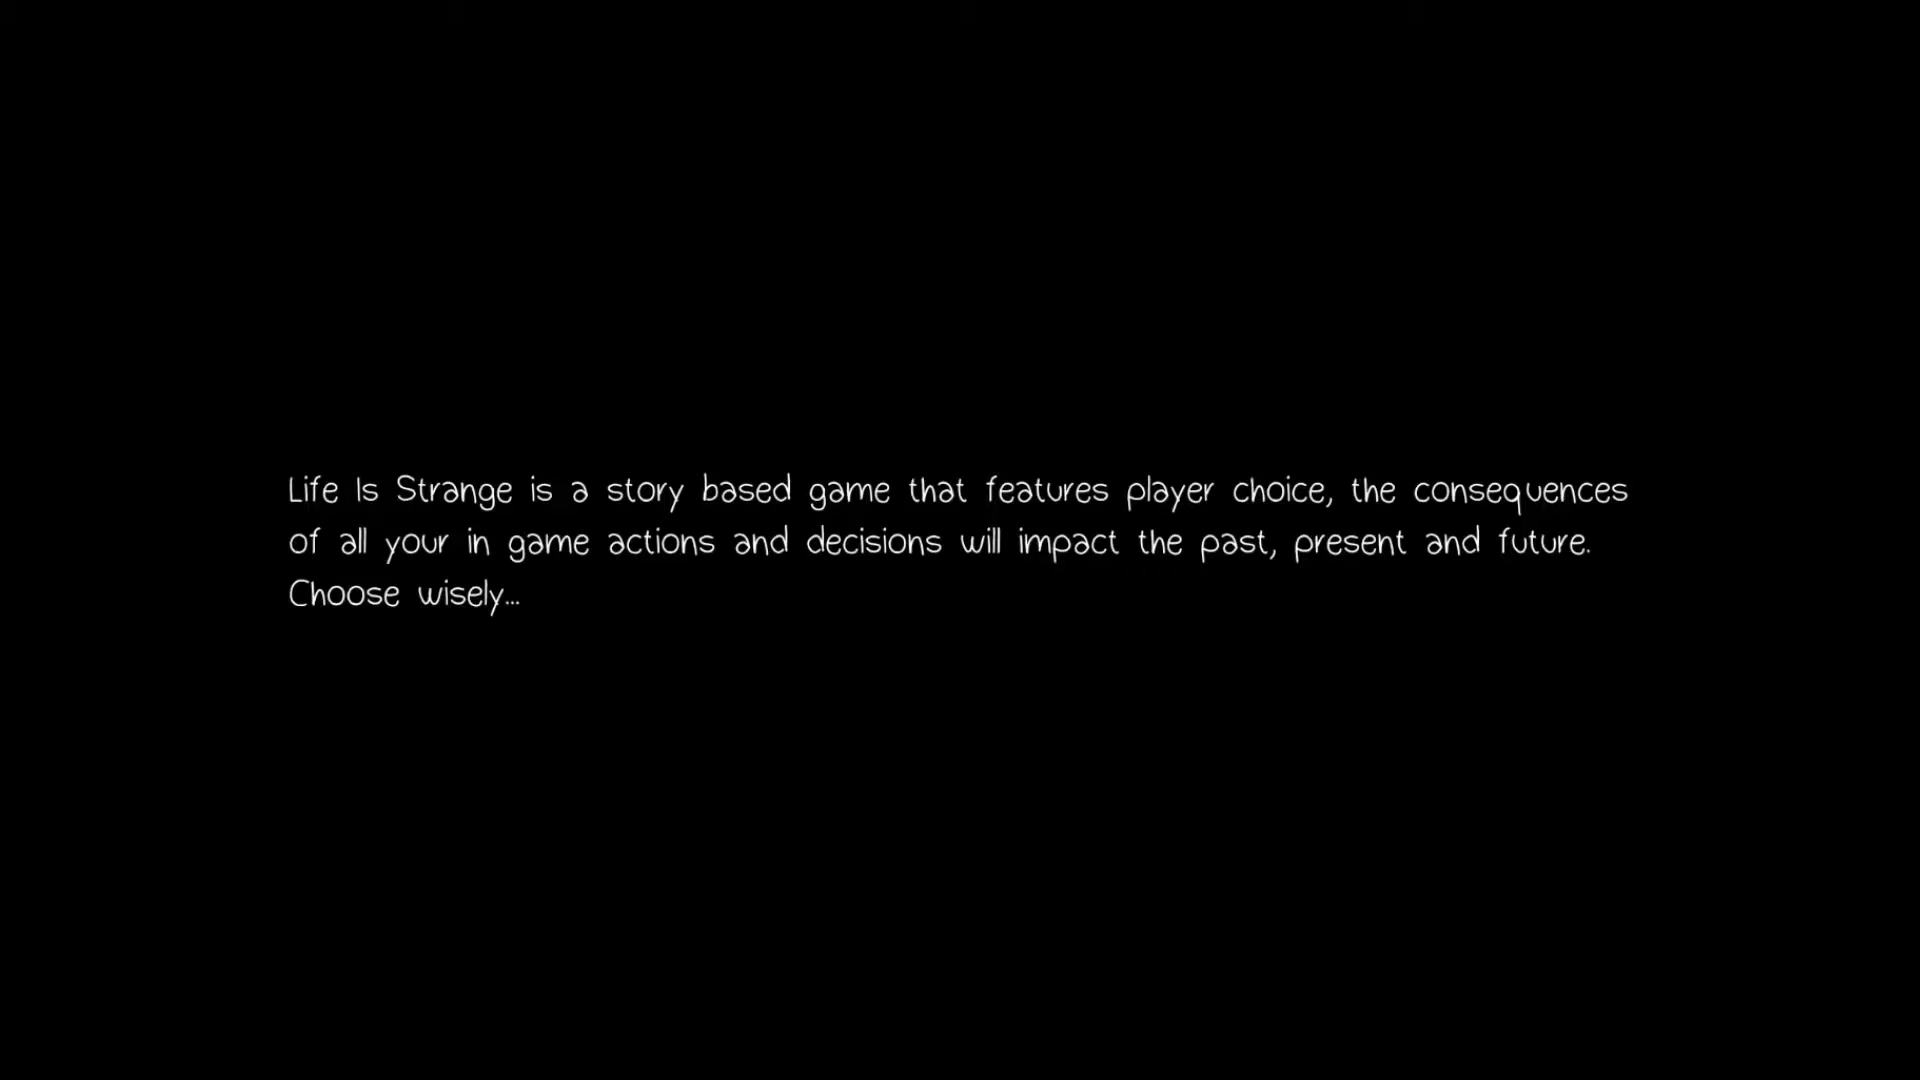 Life Is Strange is a story based game that features player choice, the consequences
of all your in game actions and decisions will impact the past, present and future.
Choose wisely...